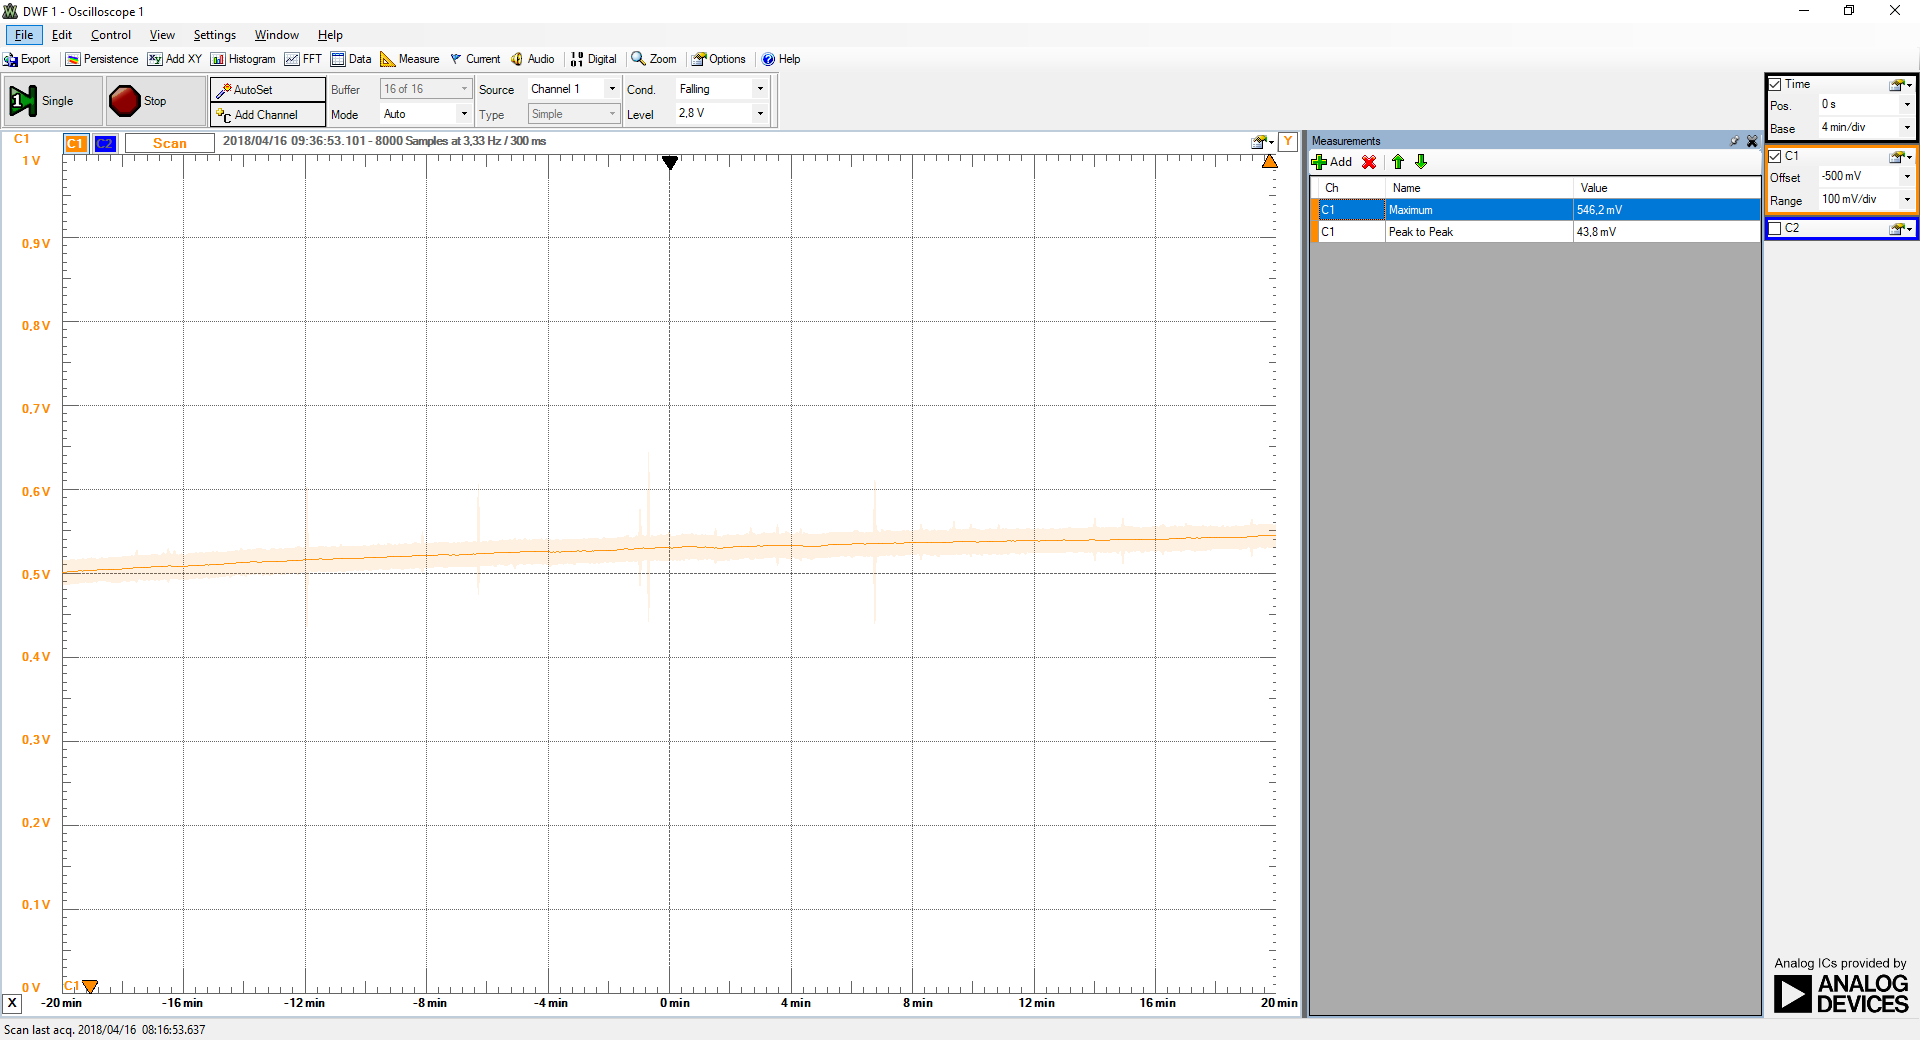 DWF 1 - Oscilloscope 1
File Edit Control View Settings Window Help
Export Persistence Add XY Histogram FFT Data Measure Current Audio Digital Zoom Options Help
Single Stop AutoSet Buffer 16 of 16 Source Channel 1 Cond. Falling
Add Channel Mode Auto Type Simple Level 2,8 V
C1 C1 C2 Scan 2018/04/16 09:36:53.101 - 8000 Samples at 3,33 Hz / 300 ms Y
1 V
0,9 V
0,8 V
0,7 V
0,6 V
0,5 V
0,4 V
0,3 V
0,2 V
0,1 V
0 V
C1
X -20 min -16 min -12 min -8 min -4 min 0 min 4 min 8 min 12 min 16 min 20 min
Measurements
Add
Ch Name Value
C1 Maximum 546,2 mV
C1 Peak to Peak 43,8 mV
Time
Pos. 0 s
Base 4 min/div
C1
Offset -500 mV
Range 100 mV/div
C2
Analog ICs provided by
ANALOG
DEVICES
Scan last acq. 2018/04/16 08:16:53.637